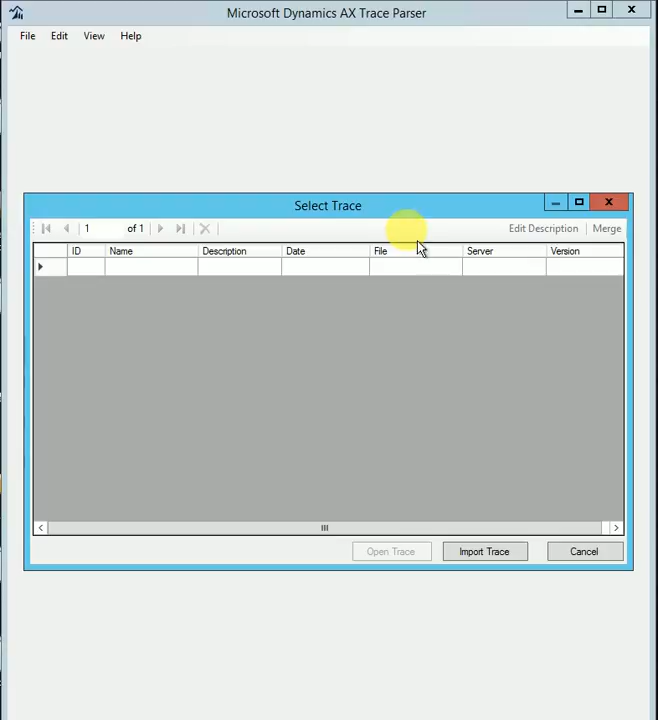 Microsoft Dynamics AX Trace Parser
File Edit View Help
Select Trace
1 of 1 Edit Description Merge
ID Name Description Date File Server Version
Open Trace Import Trace Cancel